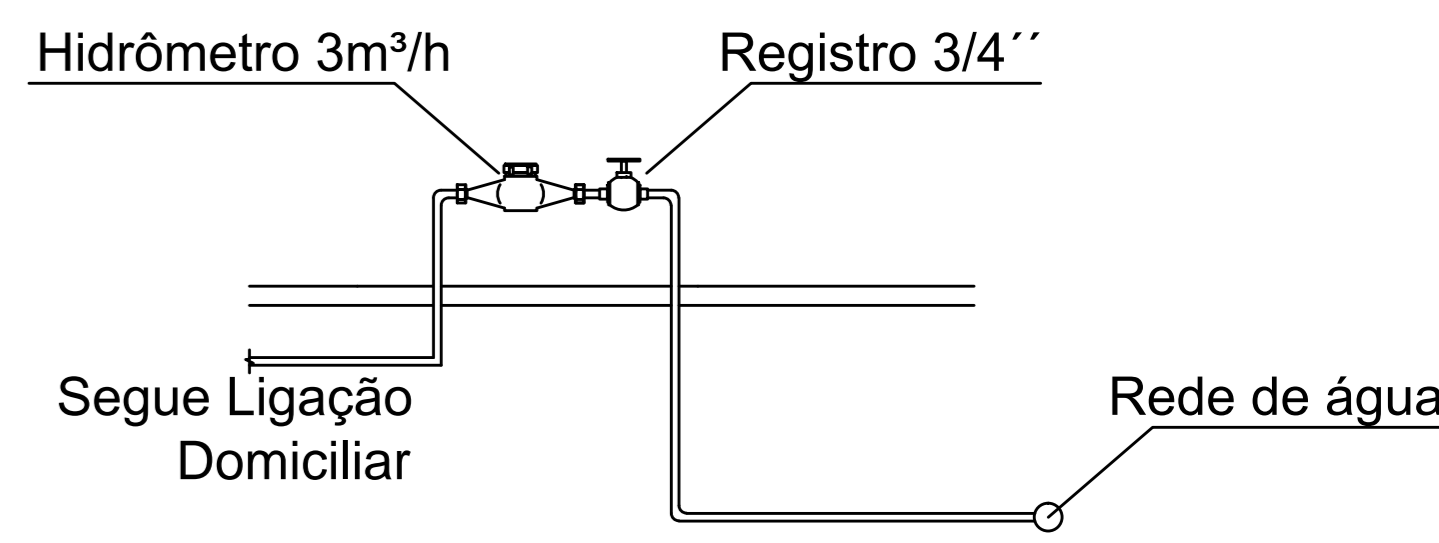 Hidrômetro 3m³/h
Registro 3/4´´
Segue Ligação
Domiciliar
Rede de água